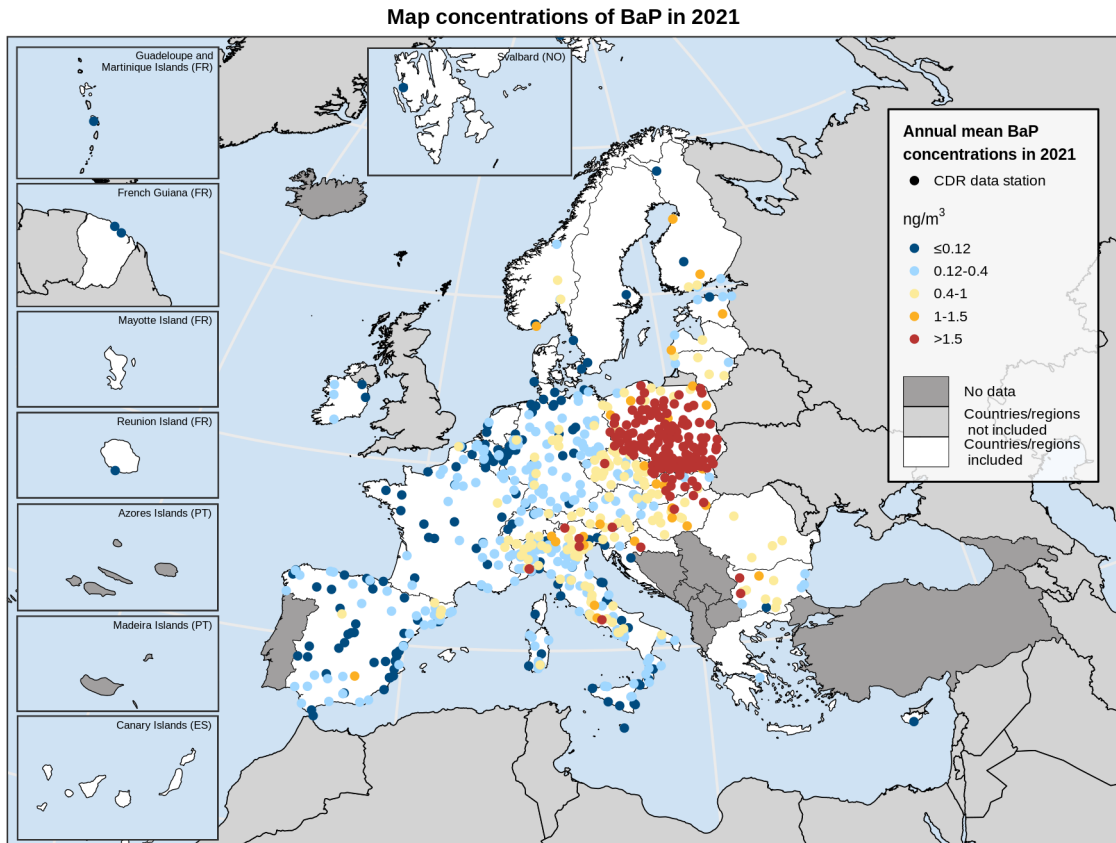 Map concentrations of BaP in 2021
Guadeloupe and
Martinique Islands (FR)
Svalbard (NO)
French Guiana (FR)
Mayotte Island (FR)
Reunion Island (FR)
Azores Islands (PT)
Madeira Islands (PT)
Canary Islands (ES)
Annual mean BaP
concentrations in 2021
CDR data station
ng/m³
≤0.12
0.12-0.4
0.4-1
1-1.5
>1.5
No data
Countries/regions
not included
Countries/regions
included